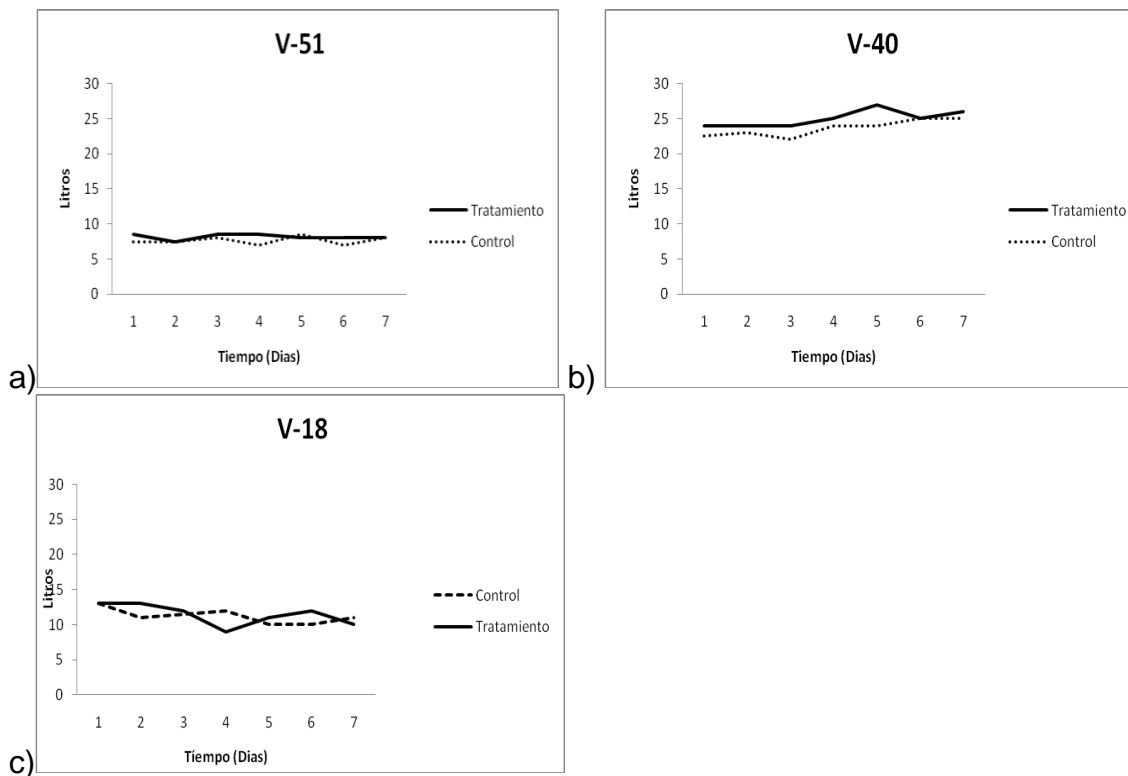 V-51
30
25
20
15
10
5
0
Litros
1 2 3 4 5 6 7
Tiempo (Dias)
Tratamiento
Control
a)
V-40
30
25
20
15
10
5
0
Litros
1 2 3 4 5 6 7
Tiempo (Dias)
Tratamiento
Control
b)
V-18
30
25
20
15
10
5
0
Litros
1 2 3 4 5 6 7
Tiempo (Dias)
Control
Tratamiento
c)